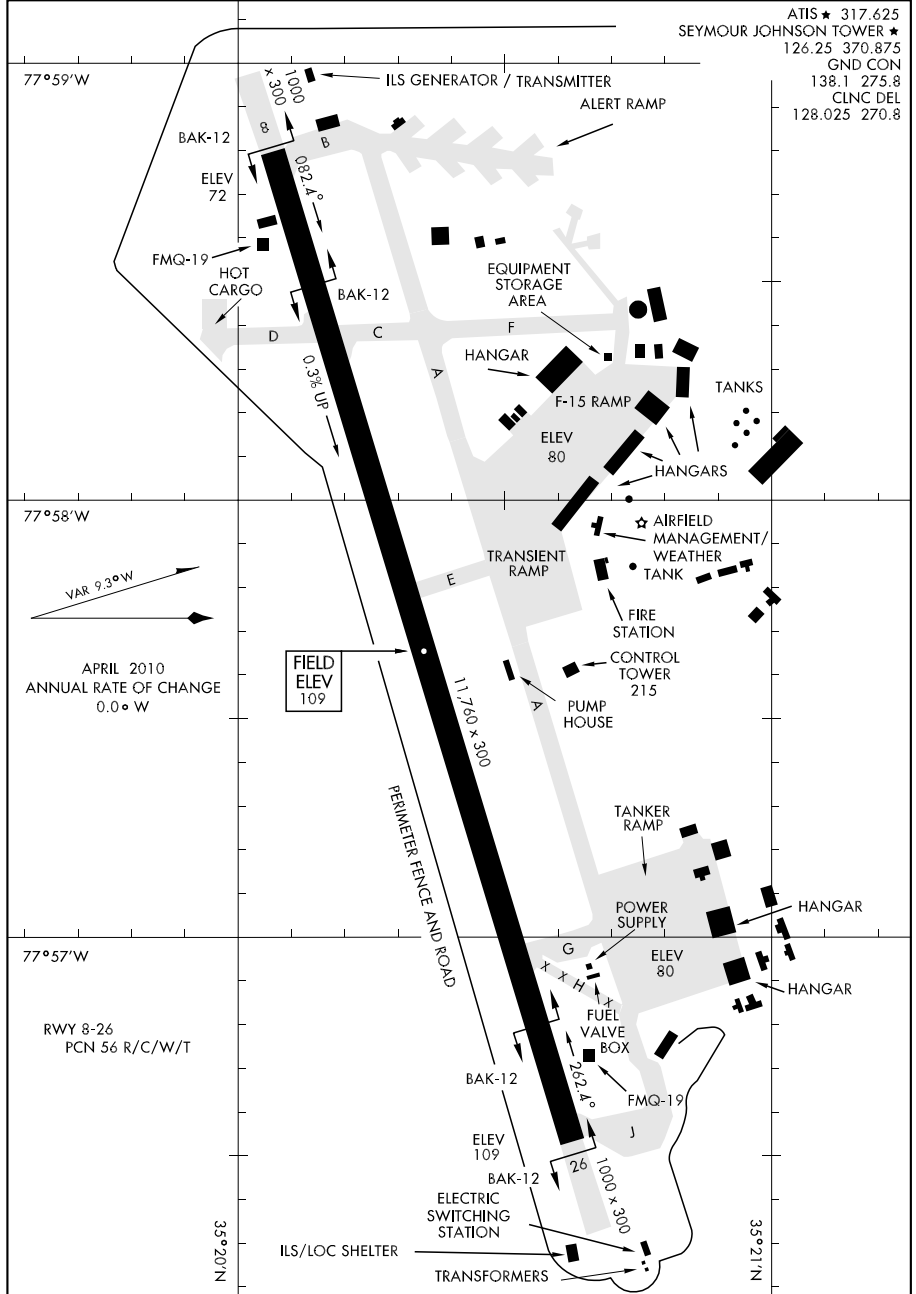 ATIS ★ 317.625
SEYMOUR JOHNSON TOWER ★
126.25 370.875
GND CON
138.1 275.8
CLNC DEL
128.025 270.8
77°59'W
1000
x 300
ILS GENERATOR / TRANSMITTER
ALERT RAMP
8
B
BAK-12
ELEV
72
082.4°
FMQ-19
HOT
CARGO
BAK-12
EQUIPMENT
STORAGE
AREA
D
C
F
A
0.3% UP
HANGAR
F-15 RAMP
TANKS
ELEV
80
HANGARS
77°58'W
☆ AIRFIELD
MANAGEMENT/
WEATHER
TRANSIENT
RAMP
TANK
E
VAR 9.3° W
FIRE
STATION
APRIL 2010
ANNUAL RATE OF CHANGE
0.0° W
FIELD
ELEV
109
CONTROL
TOWER
215
A
PUMP
HOUSE
11,760 x 300
PERIMETER FENCE AND ROAD
TANKER
RAMP
POWER
SUPPLY
HANGAR
77°57'W
G
ELEV
80
X X H X
HANGAR
FUEL
VALVE
BOX
RWY 8-26
PCN 56 R/C/W/T
BAK-12
262.4°
FMQ-19
J
ELEV
109
BAK-12
26
1000 x 300
ELECTRIC
SWITCHING
STATION
35°20'N
35°21'N
ILS/LOC SHELTER
TRANSFORMERS